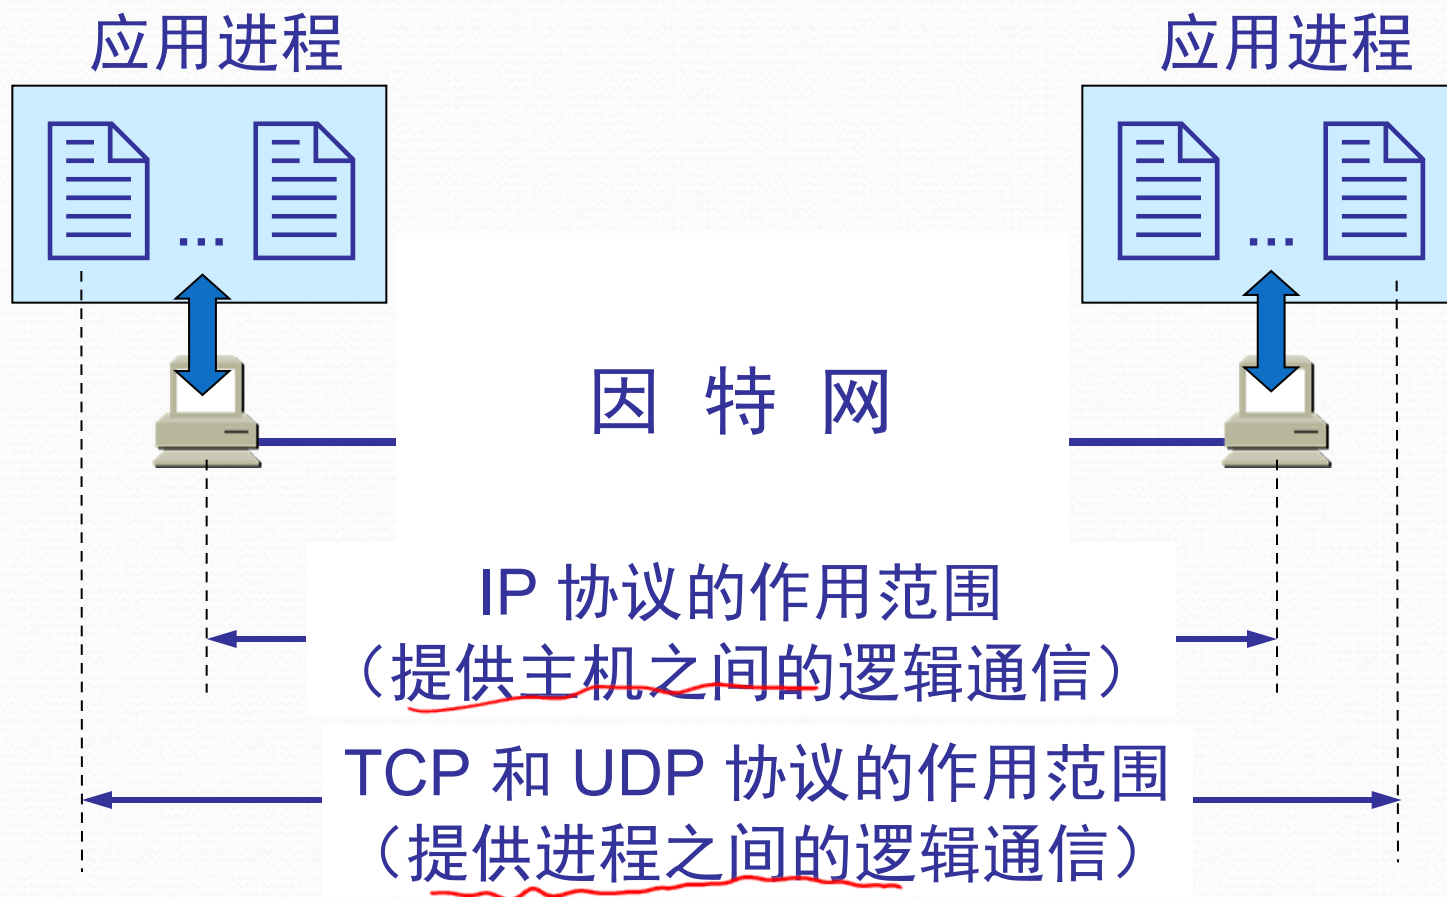 应用进程
应用进程
...
...
因 特 网
IP 协议的作用范围
（提供主机之间的逻辑通信）
TCP 和 UDP 协议的作用范围
（提供进程之间的逻辑通信）